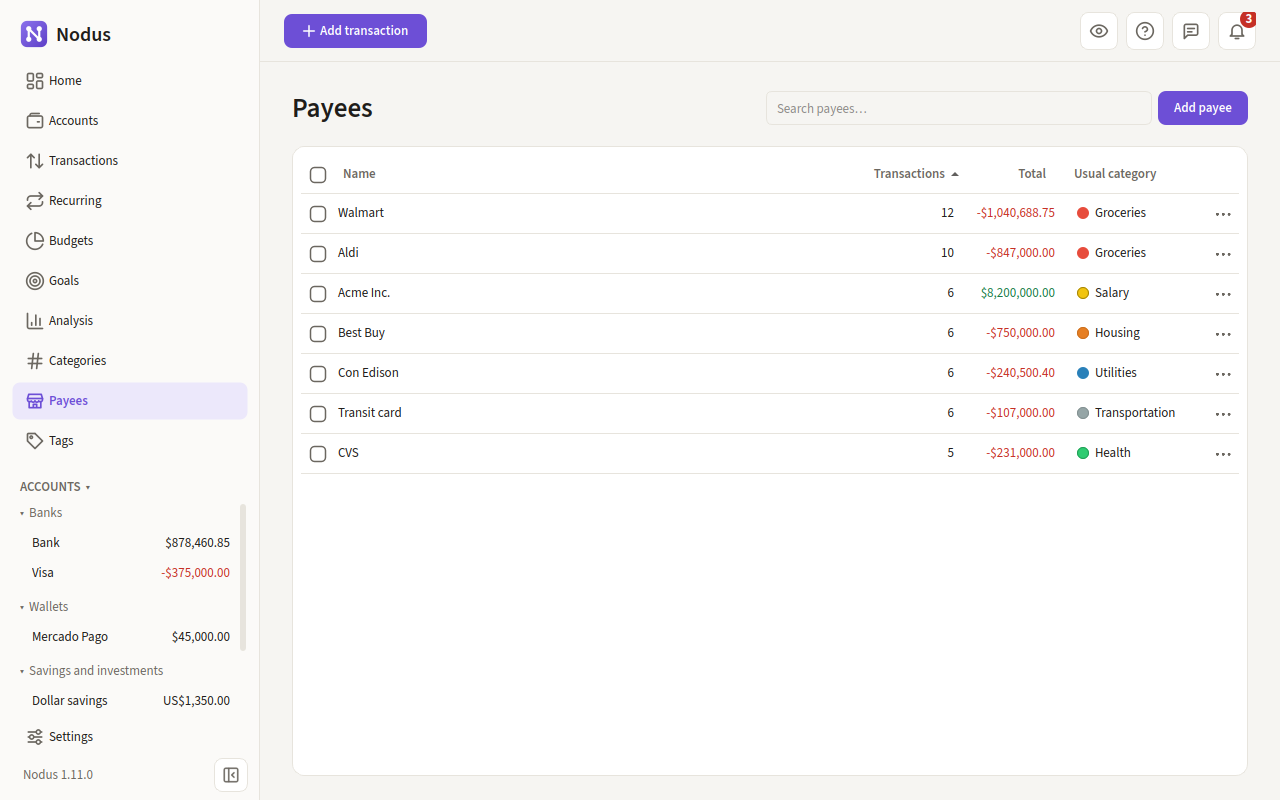 Nodus
Home
Accounts
Transactions
Recurring
Budgets
Goals
Analysis
Categories
Payees
Tags
ACCOUNTS
Banks
Bank $878,460.85
Visa -$375,000.00
Wallets
Mercado Pago $45,000.00
Savings and investments
Dollar savings US$1,350.00
Settings
Nodus 1.11.0
Add transaction
3
Payees
Search payees...
Add payee
Name Transactions Total Usual category
Walmart 12 -$1,040,688.75 Groceries
Aldi 10 -$847,000.00 Groceries
Acme Inc. 6 $8,200,000.00 Salary
Best Buy 6 -$750,000.00 Housing
Con Edison 6 -$240,500.40 Utilities
Transit card 6 -$107,000.00 Transportation
CVS 5 -$231,000.00 Health